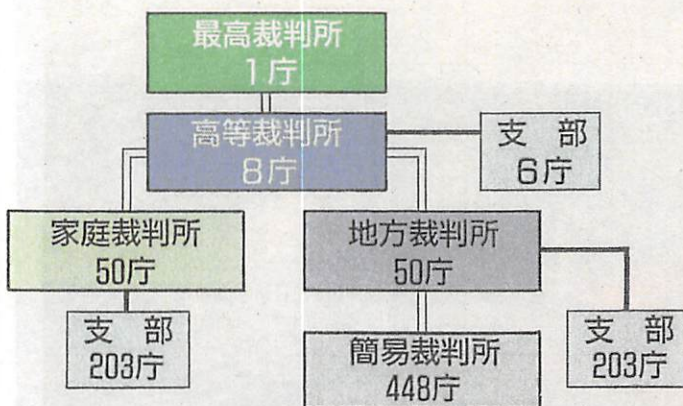 最高裁判所
1庁
高等裁判所
8庁
支 部
6庁
家庭裁判所
50庁
地方裁判所
50庁
支 部
203庁
簡易裁判所
448庁
支 部
203庁